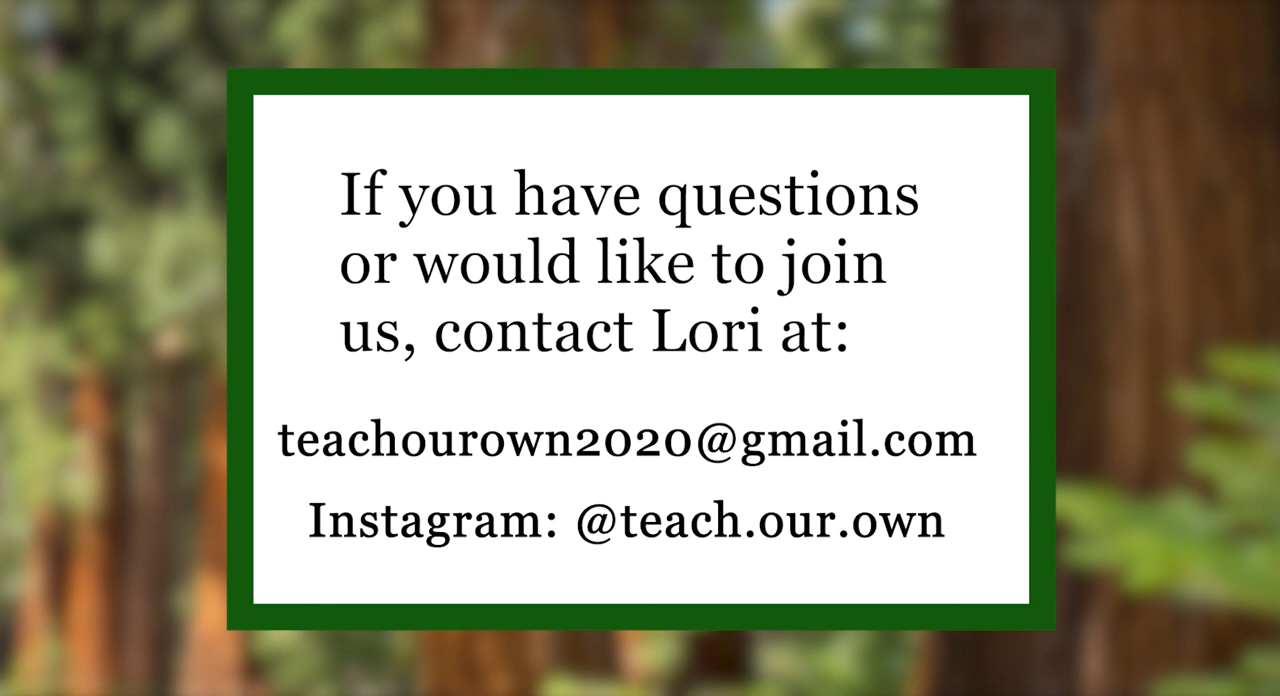 If you have questions
or would like to join
us, contact Lori at:
teachourown2020@gmail.com
Instagram: @teach.our.own